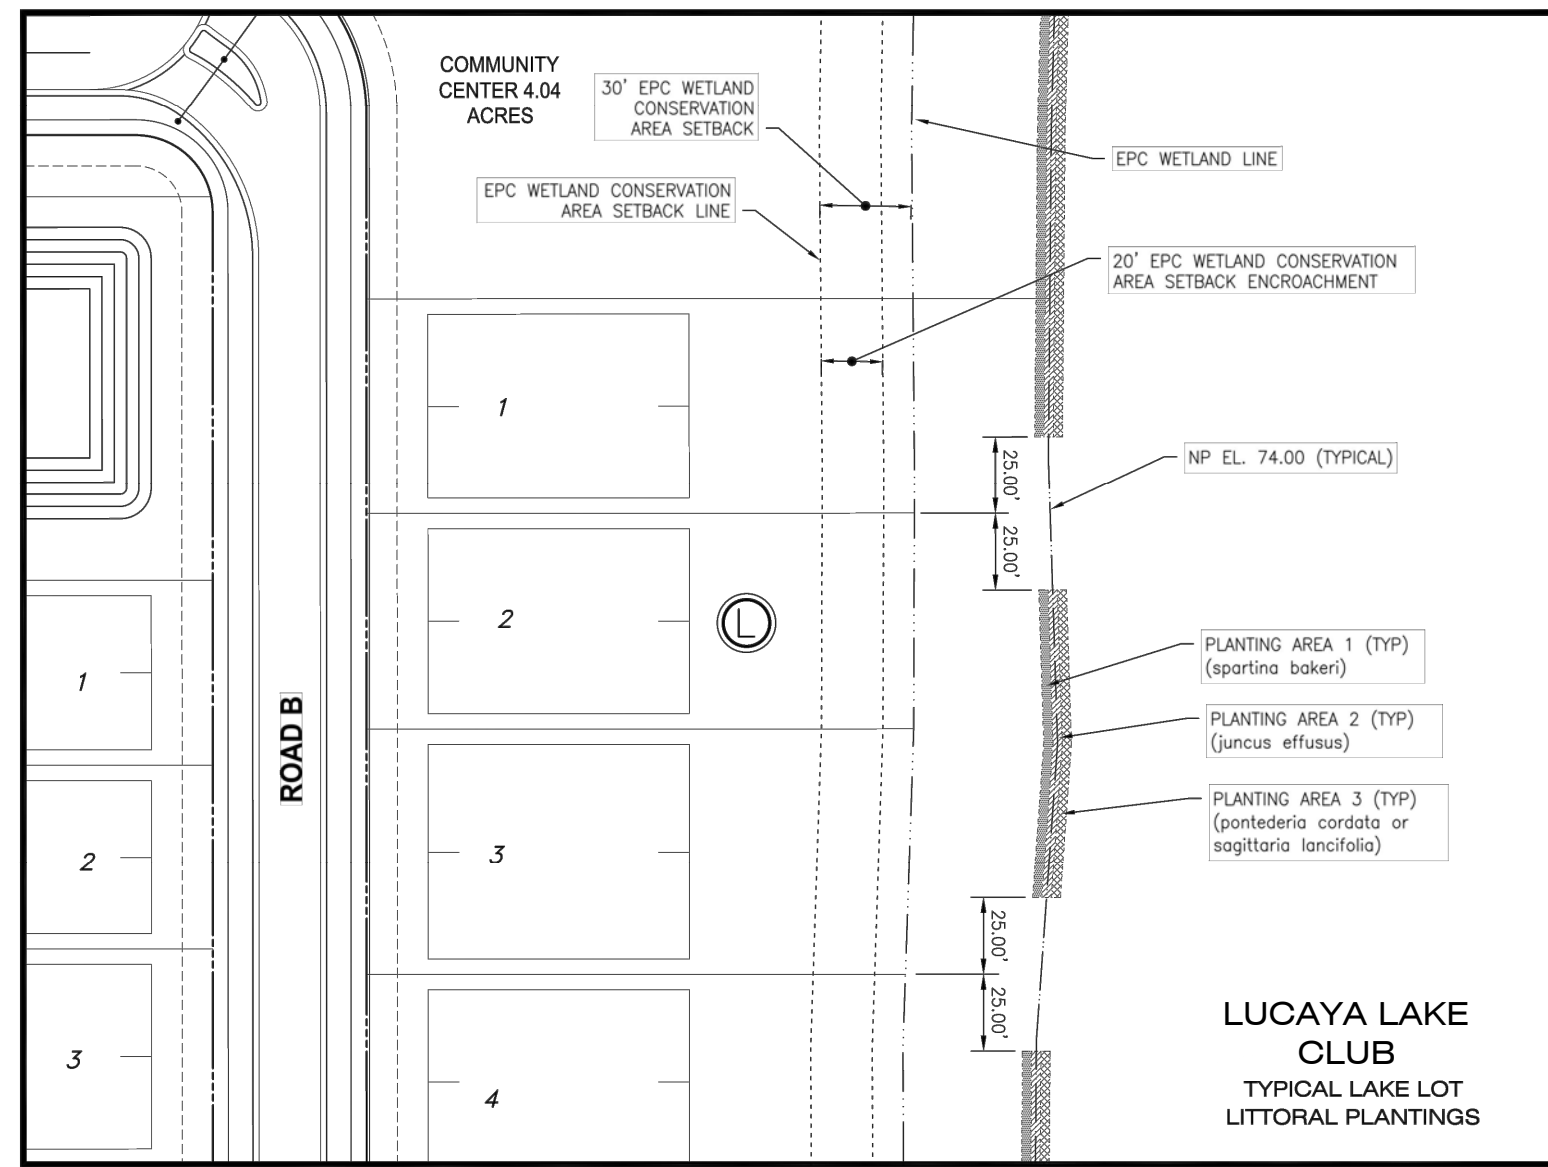 COMMUNITY
CENTER 4.04
ACRES
30' EPC WETLAND
CONSERVATION
AREA SETBACK
EPC WETLAND LINE
EPC WETLAND CONSERVATION
AREA SETBACK LINE
20' EPC WETLAND CONSERVATION
AREA SETBACK ENCROACHMENT
1
25.00'
NP EL. 74.00 (TYPICAL)
25.00'
2
L
PLANTING AREA 1 (TYP)
(spartina bakeri)
1
ROAD B
PLANTING AREA 2 (TYP)
(juncus effusus)
PLANTING AREA 3 (TYP)
(pontederia cordata or
sagittaria lancifolia)
3
2
25.00'
25.00'
3
4
LUCAYA LAKE
CLUB
TYPICAL LAKE LOT
LITTORAL PLANTINGS